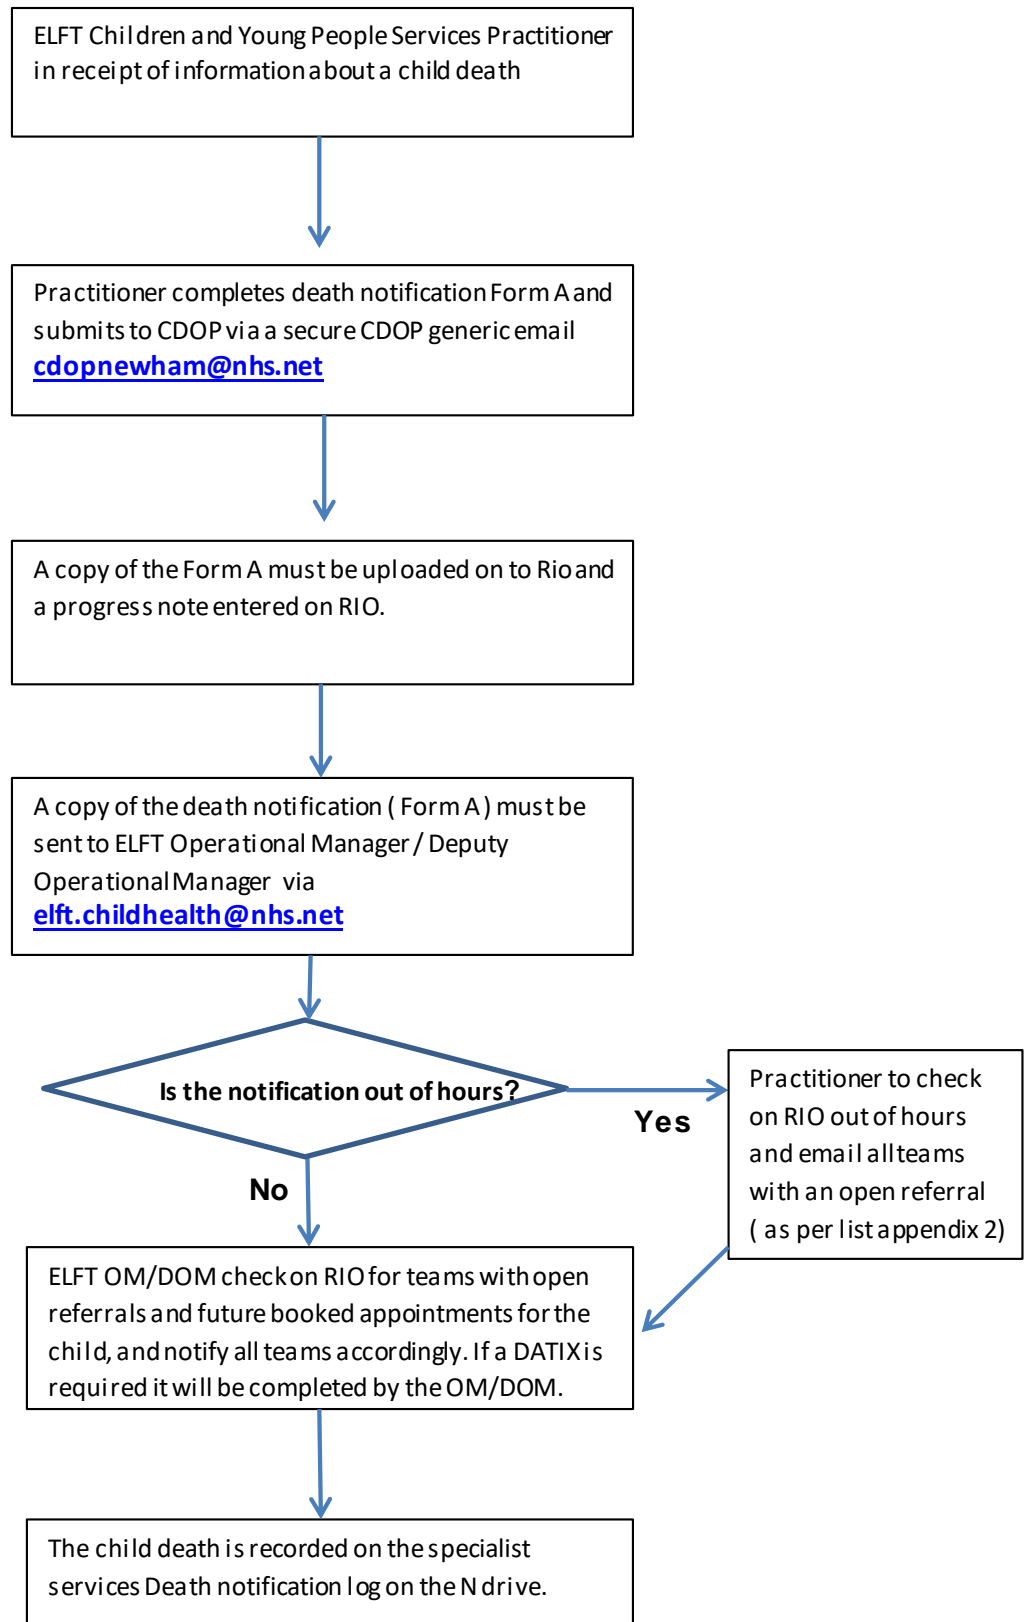 ELFT Children and Young People Services Practitioner
in receipt of information about a child death
Practitioner completes death notification Form A and
submits to CDOP via a secure CDOP generic email
cdopnewham@nhs.net
A copy of the Form A must be uploaded on to Rio and
a progress note entered on RIO.
A copy of the death notification ( Form A ) must be
sent to ELFT Operational Manager / Deputy
Operational Manager via
elft.childhealth@nhs.net
Is the notification out of hours?
Yes
Practitioner to check
on RIO out of hours
and email all teams
with an open referral
( as per list appendix 2)
No
ELFT OM/DOM check on RIO for teams with open
referrals and future booked appointments for the
child, and notify all teams accordingly. If a DATIX is
required it will be completed by the OM/DOM.
The child death is recorded on the specialist
services Death notification log on the N drive.